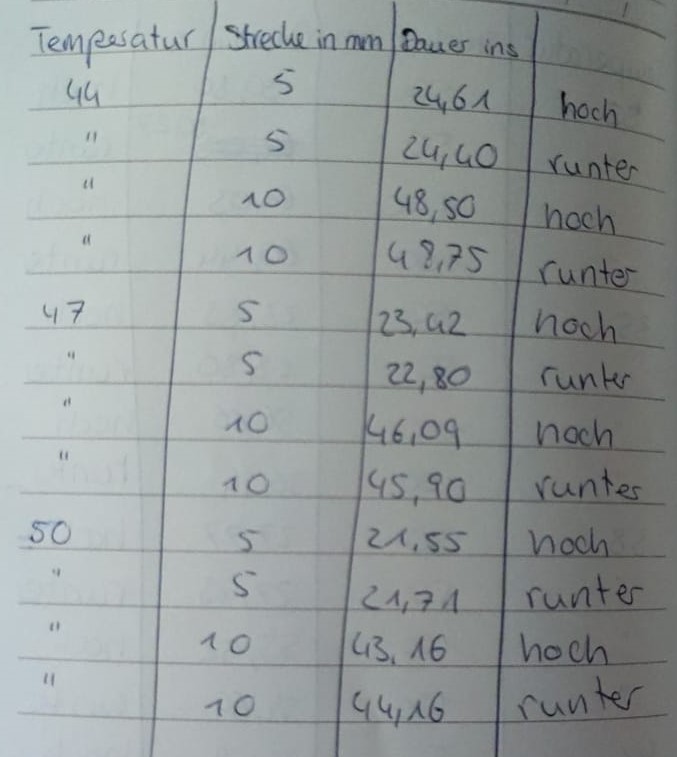 Temperatur Strecke in mm Dauer in s
44 5 24,61 hoch
" 5 24,40 runter
" 10 48,50 hoch
" 10 48,75 runter
47 5 23,42 hoch
" 5 22,80 runter
" 10 46,09 hoch
" 10 45,90 runter
50 5 21,55 hoch
" 5 21,71 runter
" 10 43,16 hoch
" 10 44,16 runter